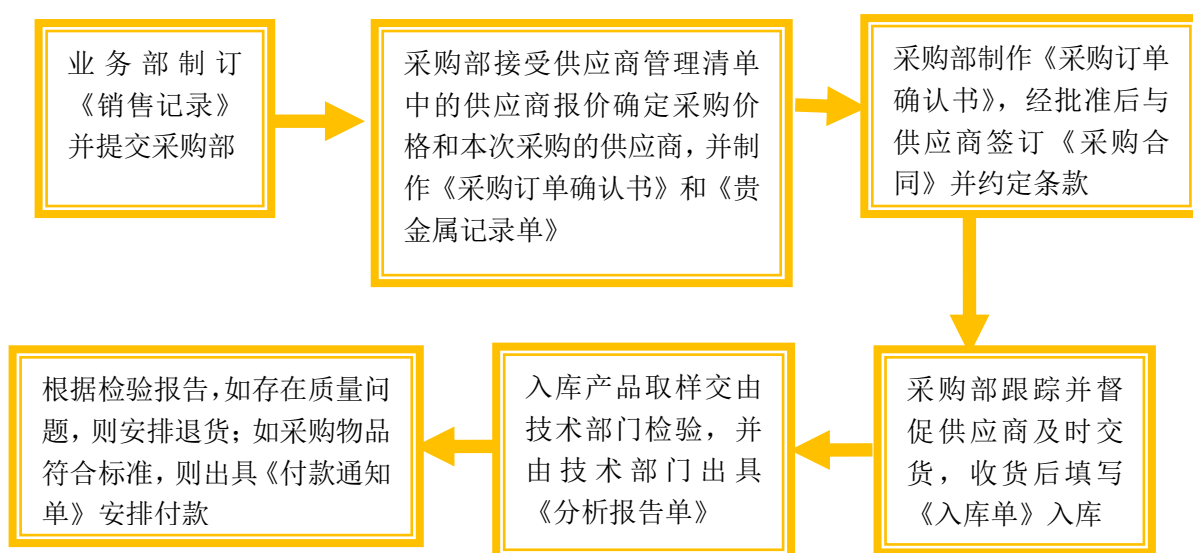 业务部制订
《销售记录》
并提交采购部
采购部接受供应商管理清单
中的供应商报价确定采购价
格和本次采购的供应商，并制
作《采购订单确认书》和《贵
金属记录单》
采购部制作《采购订单
确认书》，经批准后与
供应商签订《采购合
同》并约定条款
采购部跟踪并督
促供应商及时交
货，收货后填写
《入库单》入库
入库产品取样交由
技术部门检验，并
由技术部门出具
《分析报告单》
根据检验报告，如存在质量问
题，则安排退货；如采购物品
符合标准，则出具《付款通知
单》安排付款